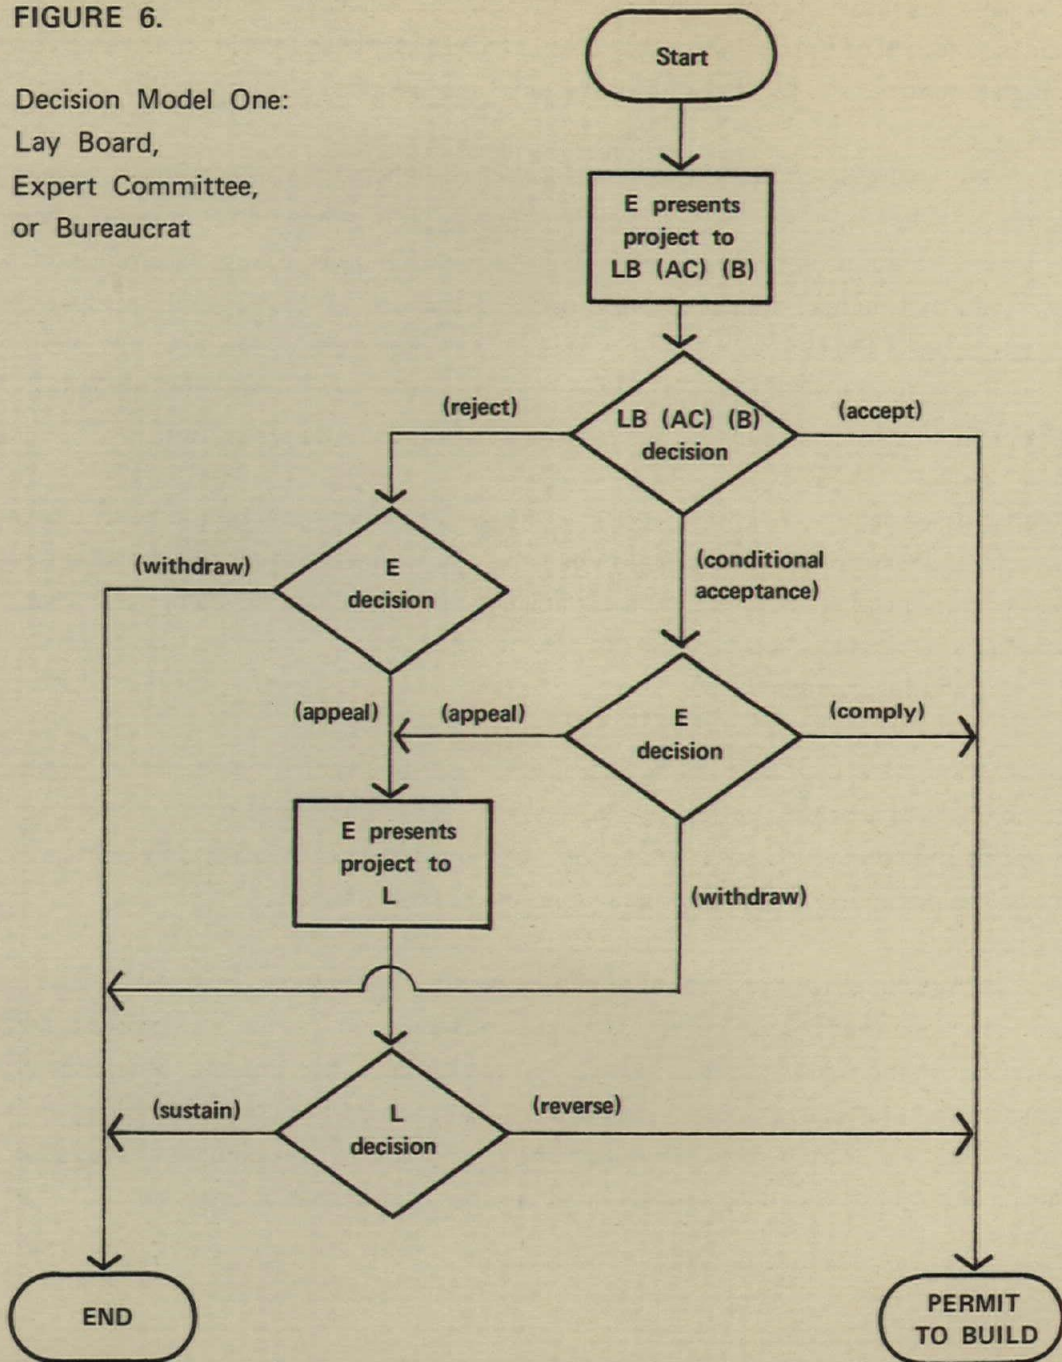 FIGURE 6.
Decision Model One:
Lay Board,
Expert Committee,
or Bureaucrat
Start
E presents
project to
LB (AC) (B)
LB (AC) (B)
decision
(reject)
(accept)
(conditional
acceptance)
E
decision
(withdraw)
(appeal)
E
decision
(appeal)
(comply)
(withdraw)
E presents
project to
L
L
decision
(sustain)
(reverse)
END
PERMIT
TO BUILD